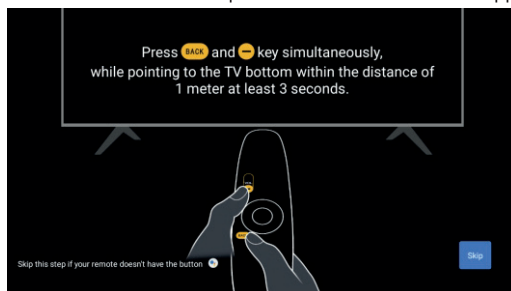 Press BACK and − key simultaneously,
while pointing to the TV bottom within the distance of
1 meter at least 3 seconds.
Skip this step if your remote doesn't have the button
Skip